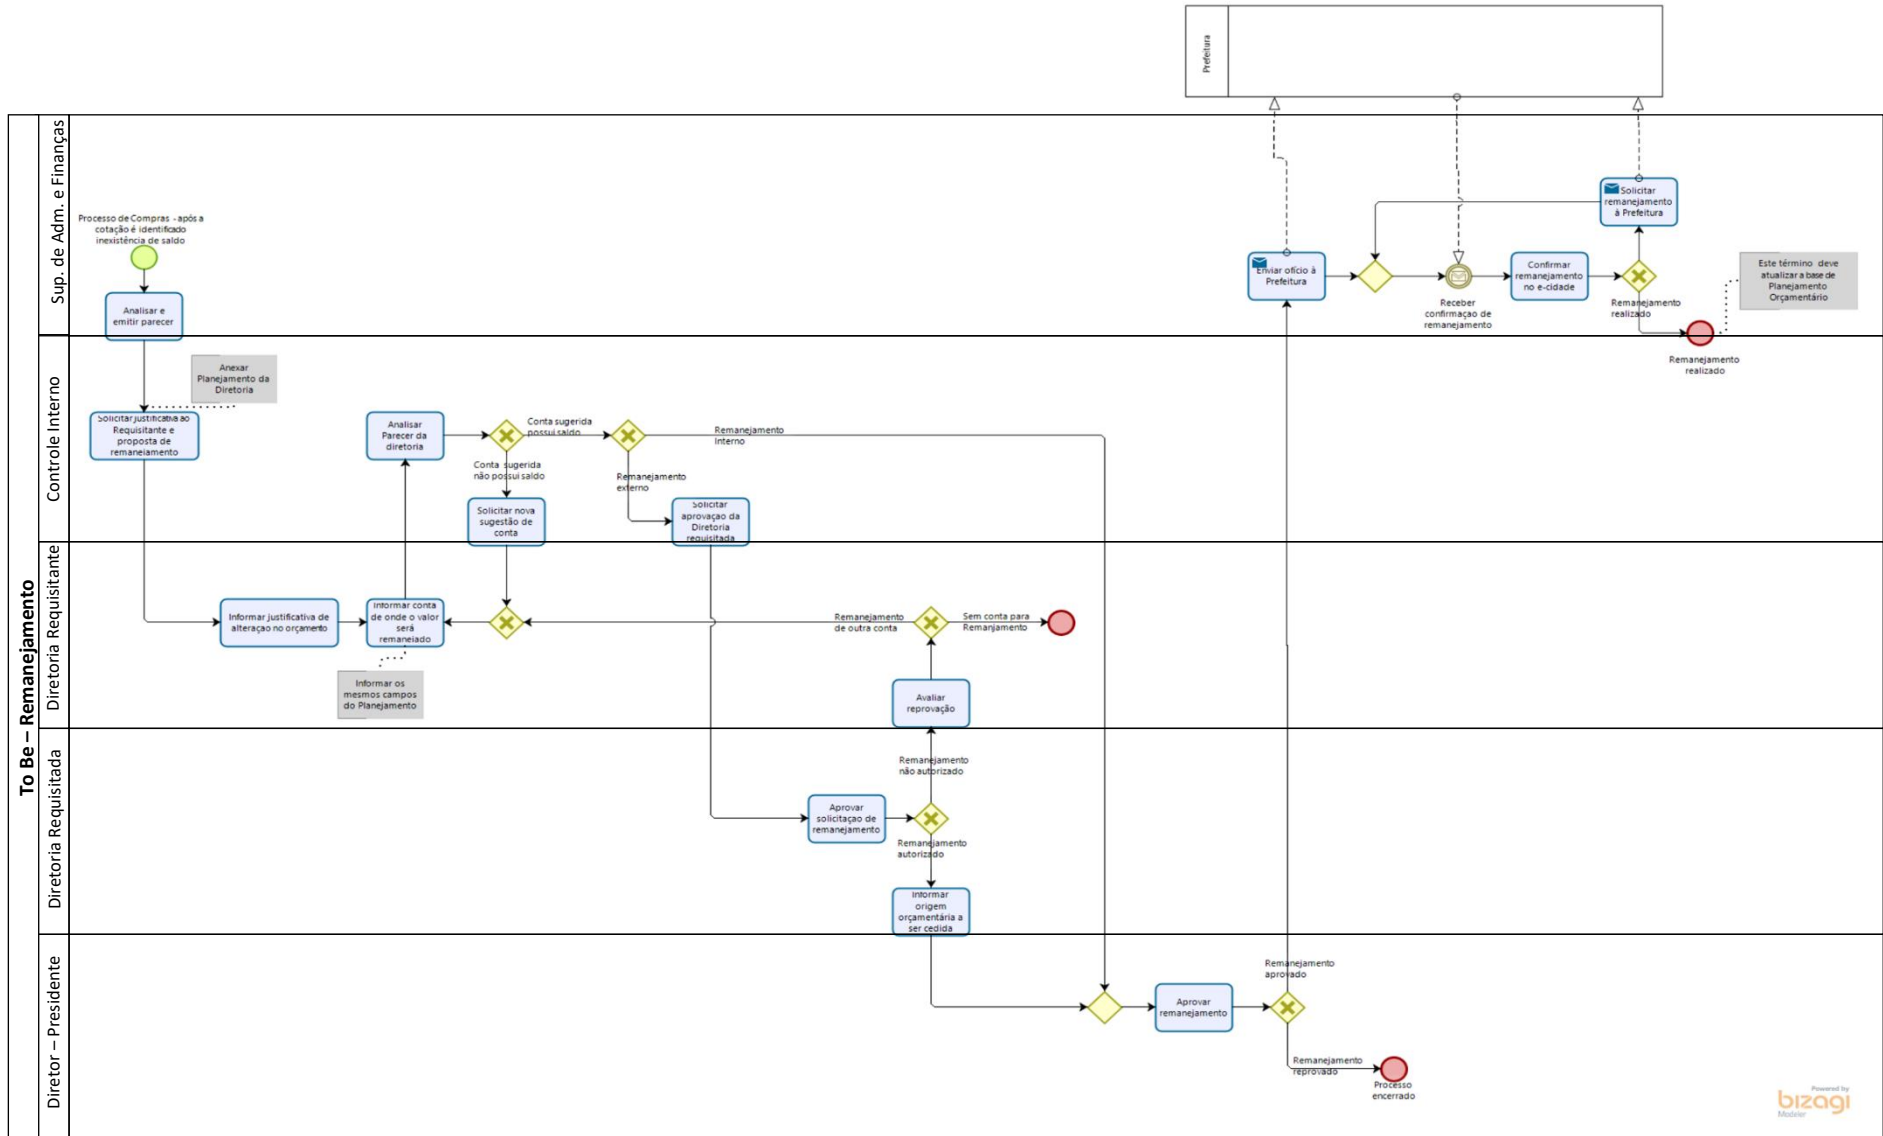 Prefeitura
To Be – Remanejamento
Sup. de Adm. e Finanças
Processo de Compras - após a
cotação é identificado
inexistência de saldo
Analisar e
emitir parecer
Enviar ofício à
Prefeitura
Receber
confirmaçao de
remanejamento
Confirmar
remanejamento
no e-cidade
Solicitar
remanejamento
à Prefeitura
Remanejamento
realizado
Este término deve
atualizar a base de
Planejamento
Orçamentário
Remanejamento
realizado
Controle Interno
Anexar
Planejamento da
Diretoria
Solicitar justificativa ao
Requisitante e
proposta de
remanejamento
Analisar
Parecer da
diretoria
Conta sugerida
possui saldo
Conta sugerida
não possui saldo
Remanejamento
Interno
Remanejamento
externo
Solicitar nova
sugestão de
conta
Solicitar
aprovaçao da
Diretoria
requisitada
Diretoria Requisitante
Informar justificativa de
alteraçao no orçamento
Informar conta
de onde o valor
será
remanejado
Informar os
mesmos campos
do Planejamento
Remanejamento
de outra conta
Sem conta para
Remanjamento
Avaliar
reprovação
Diretoria Requisitada
Remanejamento
não autorizado
Aprovar
solicitaçao de
remanejamento
Remanejamento
autorizado
Informar
origem
orçamentária a
ser cedida
Diretor – Presidente
Aprovar
remanejamento
Remanejamento
aprovado
Remanejamento
reprovado
Processo
encerrado
Powered by
bizagi
Modeler